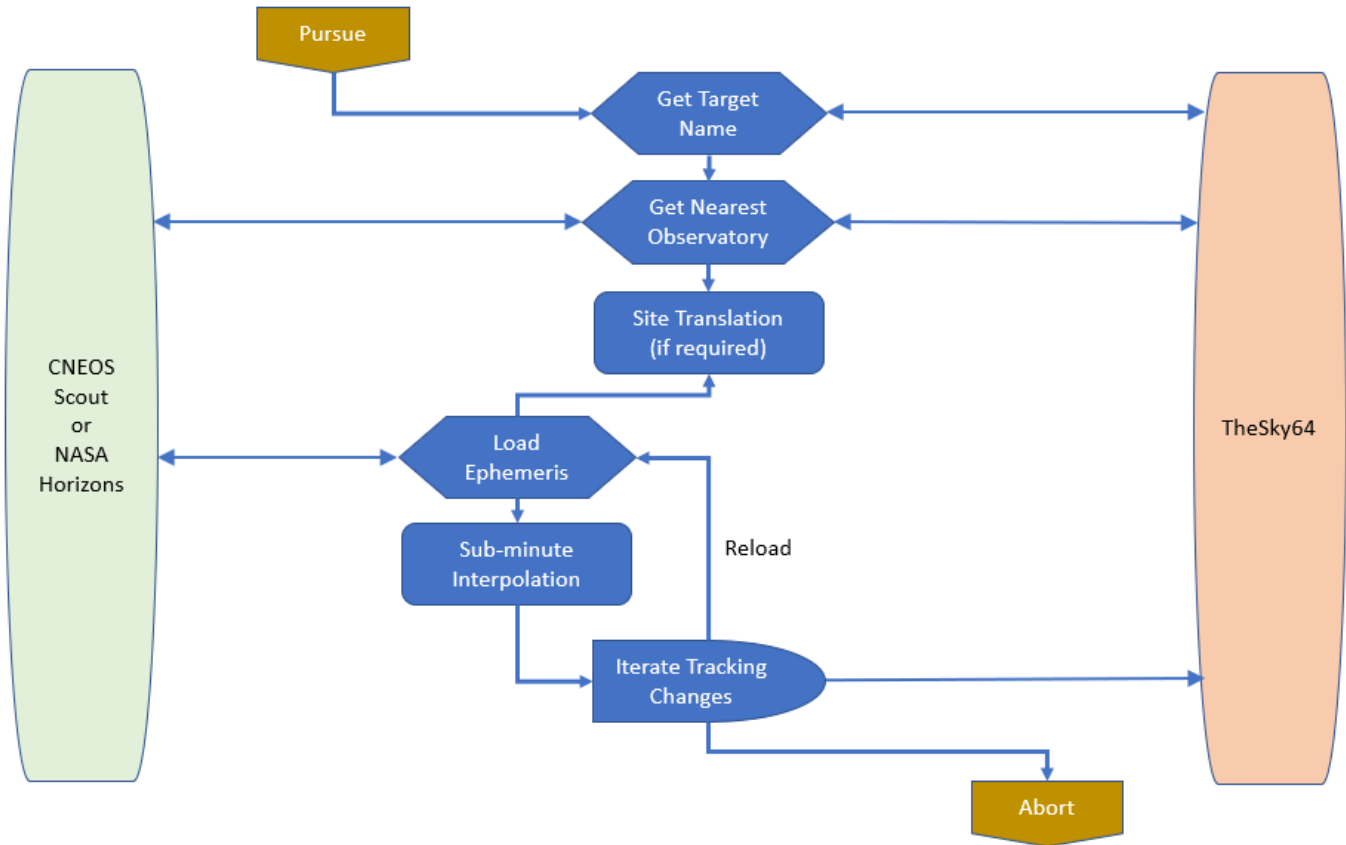 Pursue
Get Target
Name
Get Nearest
Observatory
Site Translation
(if required)
CNEOS
Scout
or
NASA
Horizons
TheSky64
Load
Ephemeris
Sub-minute
Interpolation
Reload
Iterate Tracking
Changes
Abort